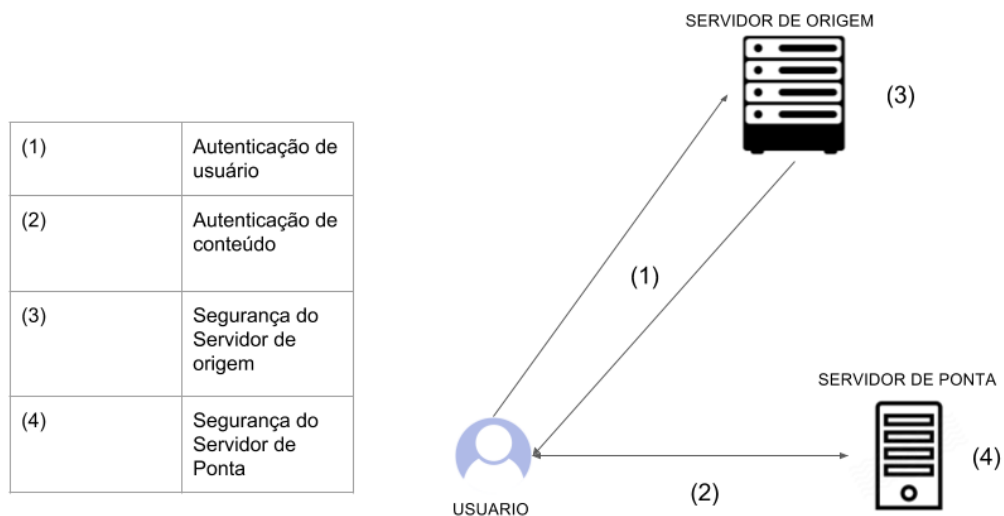 SERVIDOR DE ORIGEM
(3)
(1)
Autenticação de
usuário
(2)
Autenticação de
conteúdo
(3)
Segurança do
Servidor de
origem
(4)
Segurança do
Servidor de
Ponta
(1)
SERVIDOR DE PONTA
(4)
(2)
USUARIO